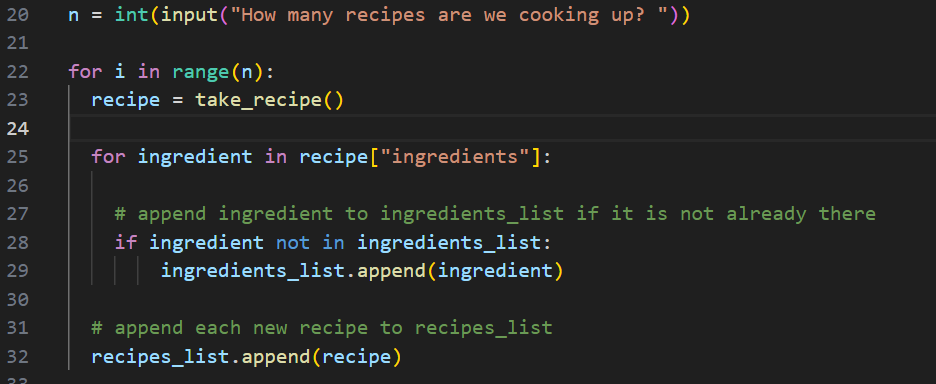 20 n = int(input("How many recipes are we cooking up? "))
21
22 for i in range(n):
23   recipe = take_recipe()
24
25   for ingredient in recipe["ingredients"]:
26
27     # append ingredient to ingredients_list if it is not already there
28     if ingredient not in ingredients_list:
29         ingredients_list.append(ingredient)
30
31   # append each new recipe to recipes_list
32   recipes_list.append(recipe)